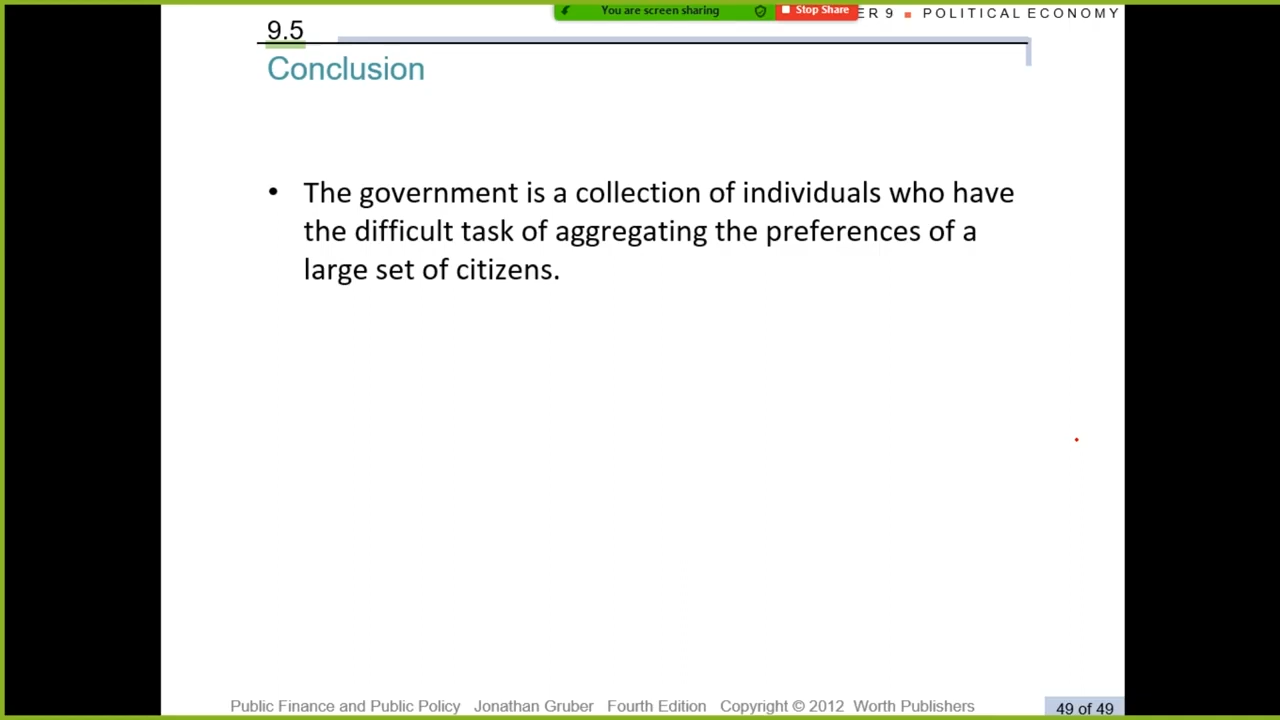 You are screen sharing Stop Share
ER 9 ■ POLITICAL ECONOMY
9.5
Conclusion
• The government is a collection of individuals who have
the difficult task of aggregating the preferences of a
large set of citizens.
Public Finance and Public Policy Jonathan Gruber Fourth Edition Copyright © 2012 Worth Publishers
49 of 49